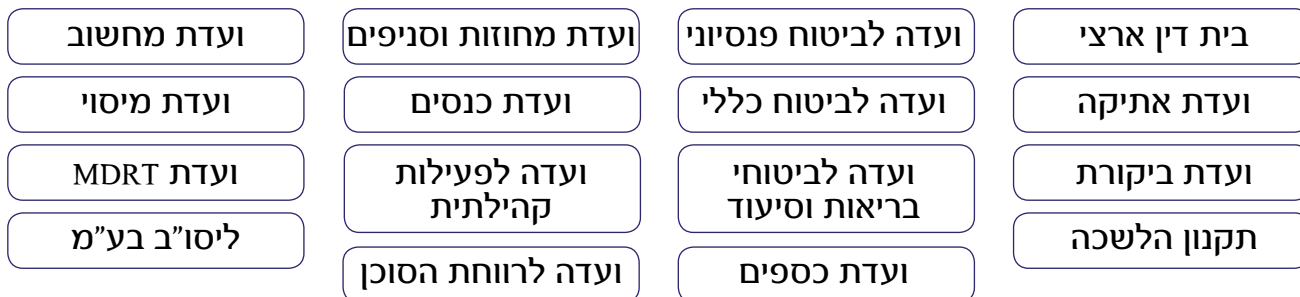 בית דין ארצי
ועדה לביטוח פנסיוני
ועדת מחוזות וסניפים
ועדת מחשוב
ועדת אתיקה
ועדה לביטוח כללי
ועדת כנסים
ועדת מיסוי
ועדת ביקורת
ועדה לביטוחי
בריאות וסיעוד
ועדה לפעילות
קהילתית
ועדת MDRT
תקנון הלשכה
ועדת כספים
ועדה לרווחת הסוכן
ליסו"ב בע"מ